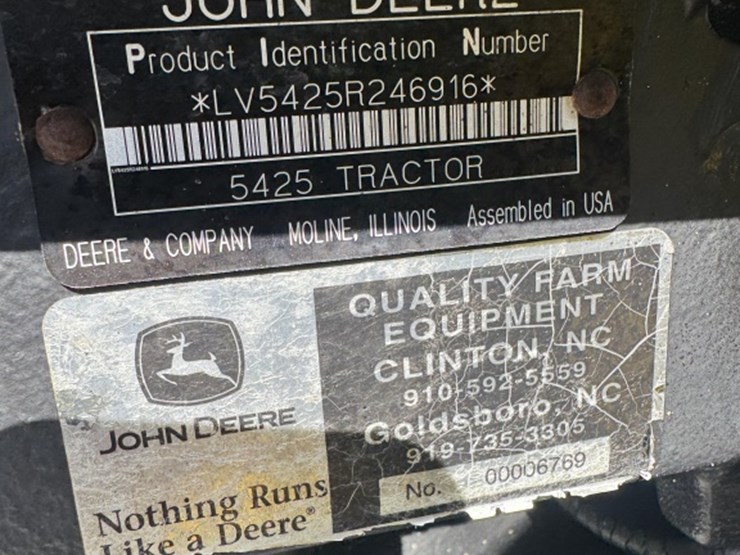 JOHN DEERE
Product Identification Number
*LV5425R246916*
5425 TRACTOR
DEERE & COMPANY MOLINE, ILLINOIS Assembled in USA
QUALITY FARM
EQUIPMENT
CLINTON, NC
910-592-5559
Goldsboro, NC
919-735-3305
No. 00006769
JOHN DEERE
Nothing Runs
Like a Deere®